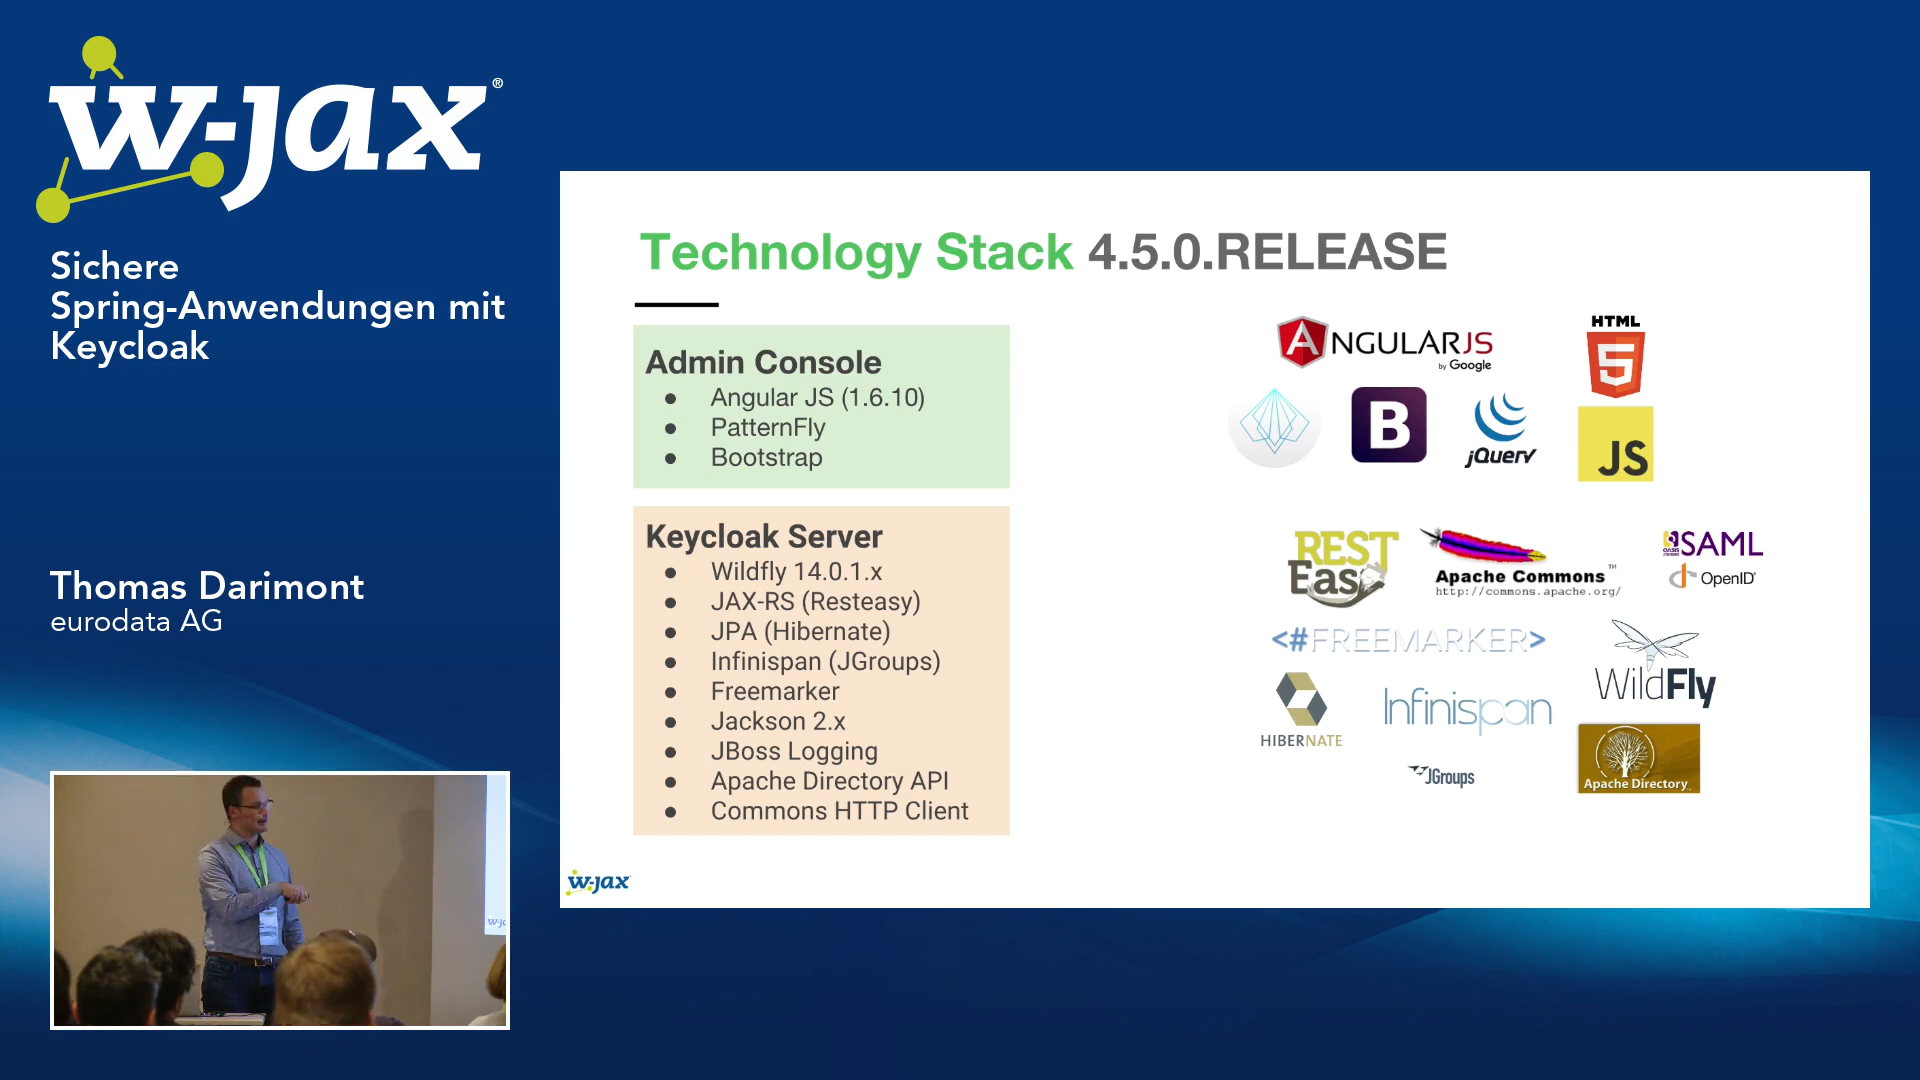 w-jax®
Sichere
Spring-Anwendungen mit
Keycloak
Thomas Darimont
eurodata AG
Technology Stack 4.5.0.RELEASE
Admin Console
● Angular JS (1.6.10)
● PatternFly
● Bootstrap
Keycloak Server
● Wildfly 14.0.1.x
● JAX-RS (Resteasy)
● JPA (Hibernate)
● Infinispan (JGroups)
● Freemarker
● Jackson 2.x
● JBoss Logging
● Apache Directory API
● Commons HTTP Client
ANGULARJS
by Google
HTML
5
B
jQuery
JS
REST
Easy
Apache Commons™
http://commons.apache.org/
OASIS SAML
OpenID®
<#FREEMARKER>
WildFly
HIBERNATE
Infinispan
JGroups
Apache Directory
w-jax